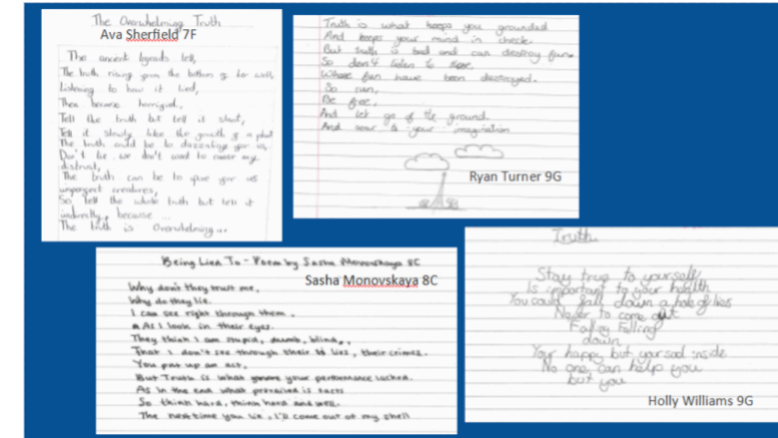 The Overwhelming Truth
Ava Sherfield 7F
The ancient legends tell,
The truth rising from the bottom of her well,
Listening to how it lied,
Then became horrified,
Tell the truth but tell it slant,
Tell it slowly like the growth of a plant
The truth could be to dazzling for us
Don't lie we don't want to cause any
distrust,
The truth can be to for us
creatures,
So tell the whole truth but tell it
indirectly, because ...
The truth is Overwhelming...
Truth is what keeps you grounded
And keeps your mind in check.
But truth is bad and can destroy fun.
So don't listen to
Whose fun have been destroyed.
So run,
Be free,
And let go of the ground
And soar to your imagination
Ryan Turner 9G
Being Lied To - Poem by Sasha Monovskaya 8C
Sasha Monovskaya 8C
Why don't they trust me,
Why do they lie.
I can see right through them,
As I look in their eyes.
They think I am stupid, dumb, blind,
That I don't see through their lies, their crimes.
You put up an act,
But Truth is what your performance lacked.
As in the end what prevailed is facts
So think hard, think hard and well.
The next time you lie, I'll come out of my shell
Truth
Stay true to yourself
Is important to your health
You could fall down a hole of lies
Never to come out
Falling Falling
down
Your happy but your sad inside
No one can help you
but you
Holly Williams 9G